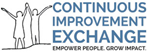 CONTINUOUS
IMPROVEMENT
EXCHANGE
EMPOWER PEOPLE. GROW IMPACT.